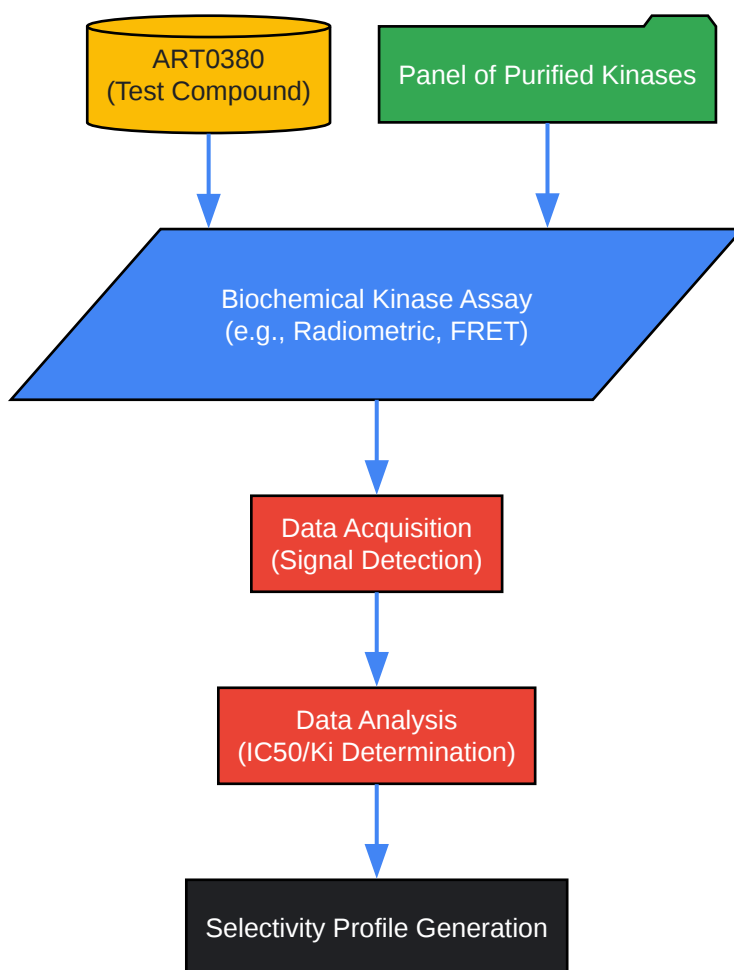 ART0380
(Test Compound)
Panel of Purified Kinases
Biochemical Kinase Assay
(e.g., Radiometric, FRET)
Data Acquisition
(Signal Detection)
Data Analysis
(IC50/Ki Determination)
Selectivity Profile Generation